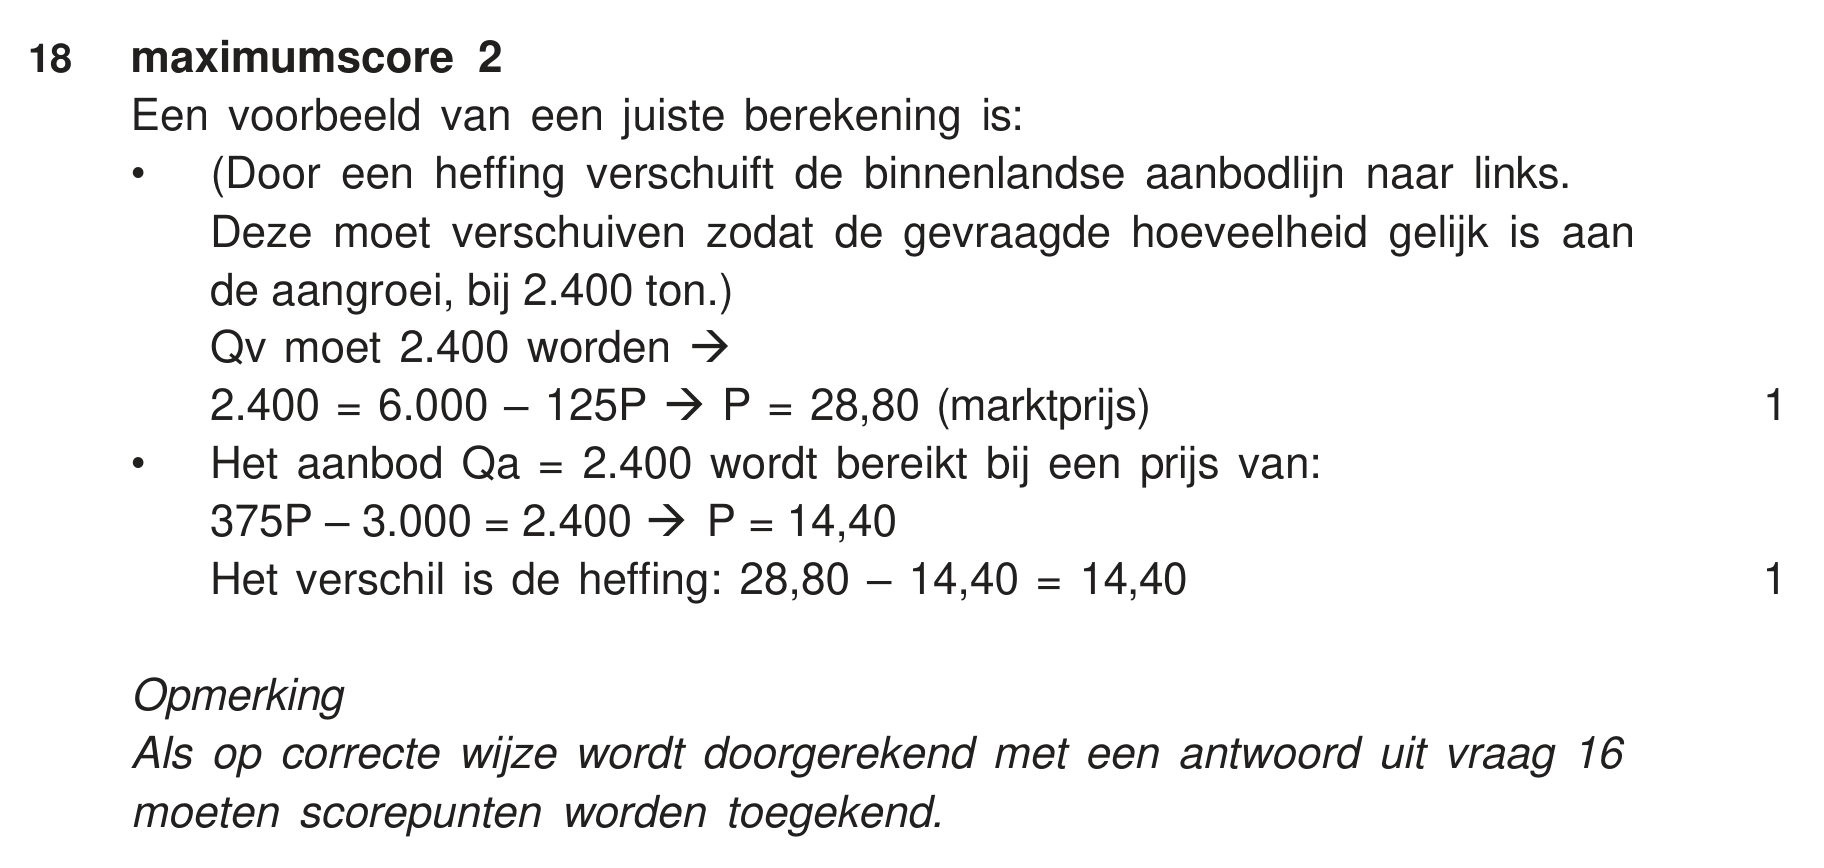 18 maximumscore 2
Een voorbeeld van een juiste berekening is:
• (Door een heffing verschuift de binnenlandse aanbodlijn naar links.
Deze moet verschuiven zodat de gevraagde hoeveelheid gelijk is aan
de aangroei, bij 2.400 ton.)
Qv moet 2.400 worden →
2.400 = 6.000 – 125P → P = 28,80 (marktprijs) 1
• Het aanbod Qa = 2.400 wordt bereikt bij een prijs van:
375P – 3.000 = 2.400 → P = 14,40
Het verschil is de heffing: 28,80 – 14,40 = 14,40 1
Opmerking
Als op correcte wijze wordt doorgerekend met een antwoord uit vraag 16
moeten scorepunten worden toegekend.